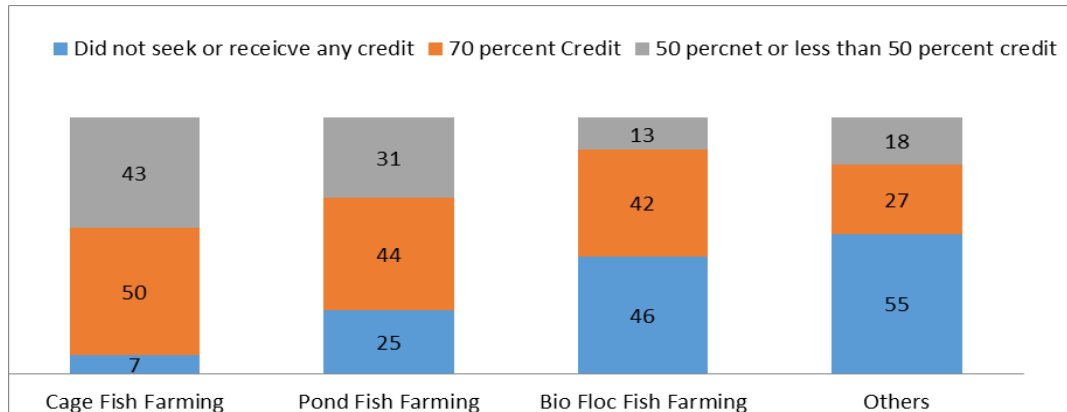 Did not seek or receicve any credit 70 percent Credit 50 percnet or less than 50 percent credit
43 31 13 18
50 44 42 27
7 25 46 55
Cage Fish Farming Pond Fish Farming Bio Floc Fish Farming Others